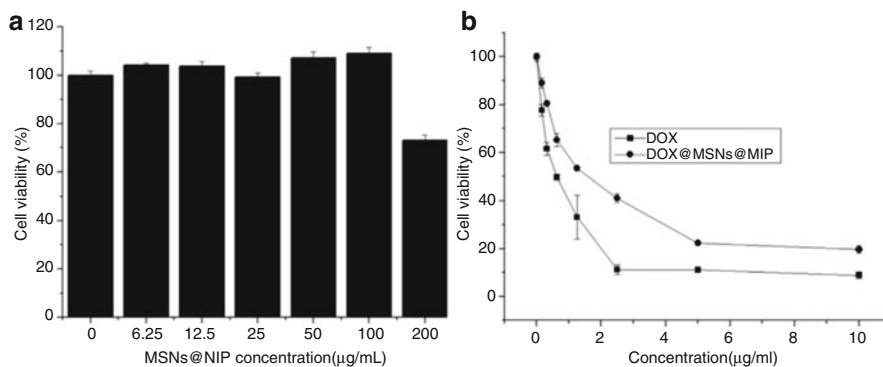 a
120
100
80
60
40
20
0
Cell viability (%)
0 6.25 12.5 25 50 100 200
MSNs@NIP concentration(μg/mL)
b
100
80
60
40
20
0
Cell viability (%)
DOX
DOX@MSNs@MIP
0 2 4 6 8 10
Concentration(μg/ml)